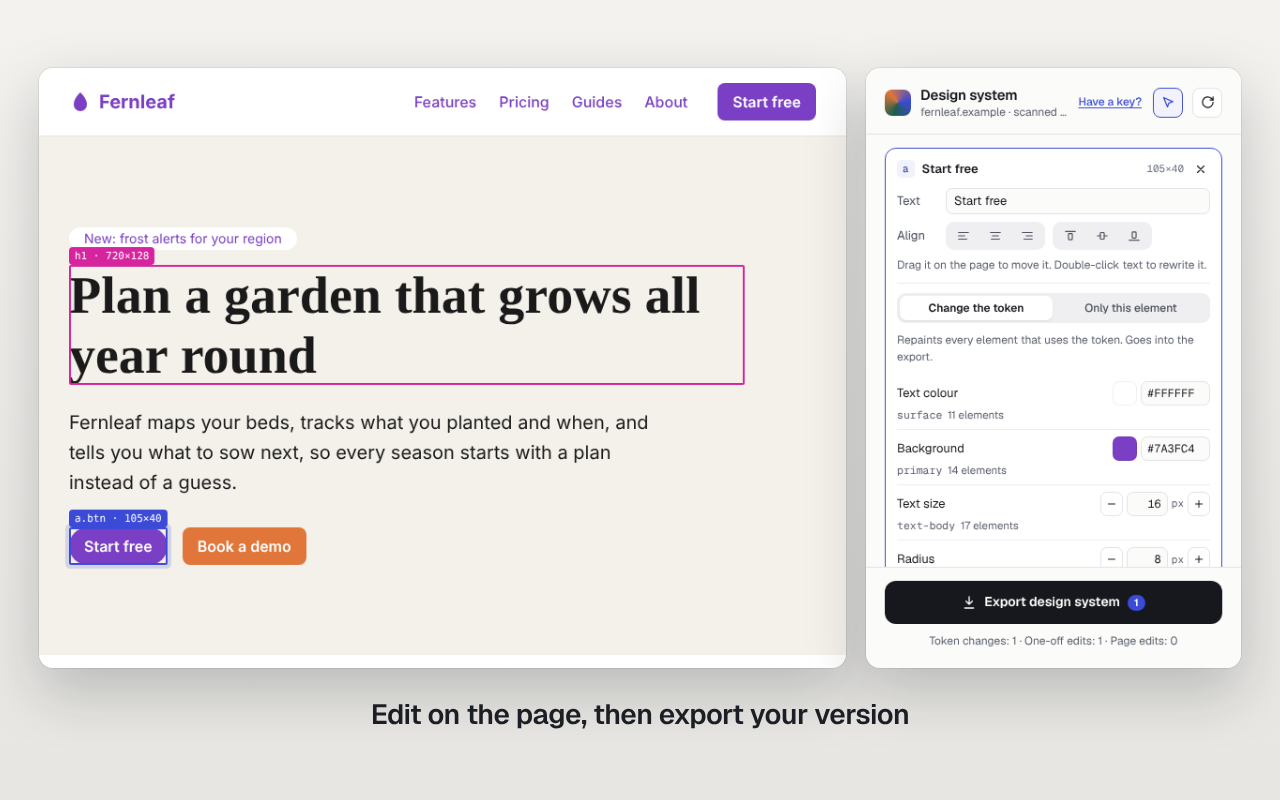 Fernleaf
Features
Pricing
Guides
About
Start free
New: frost alerts for your region
h1 · 720×128
Plan a garden that grows all
year round
Fernleaf maps your beds, tracks what you planted and when, and
tells you what to sow next, so every season starts with a plan
instead of a guess.
a.btn · 105×40
Start free
Book a demo
Design system
fernleaf.example · scanned ...
Have a key?
a
Start free
105×40
Text
Start free
Align
Drag it on the page to move it. Double-click text to rewrite it.
Change the token
Only this element
Repaints every element that uses the token. Goes into the
export.
Text colour
#FFFFFF
surface 11 elements
Background
#7A3FC4
primary 14 elements
Text size
16 px
text-body 17 elements
Radius
8 px
Export design system 1
Token changes: 1 · One-off edits: 1 · Page edits: 0
Edit on the page, then export your version